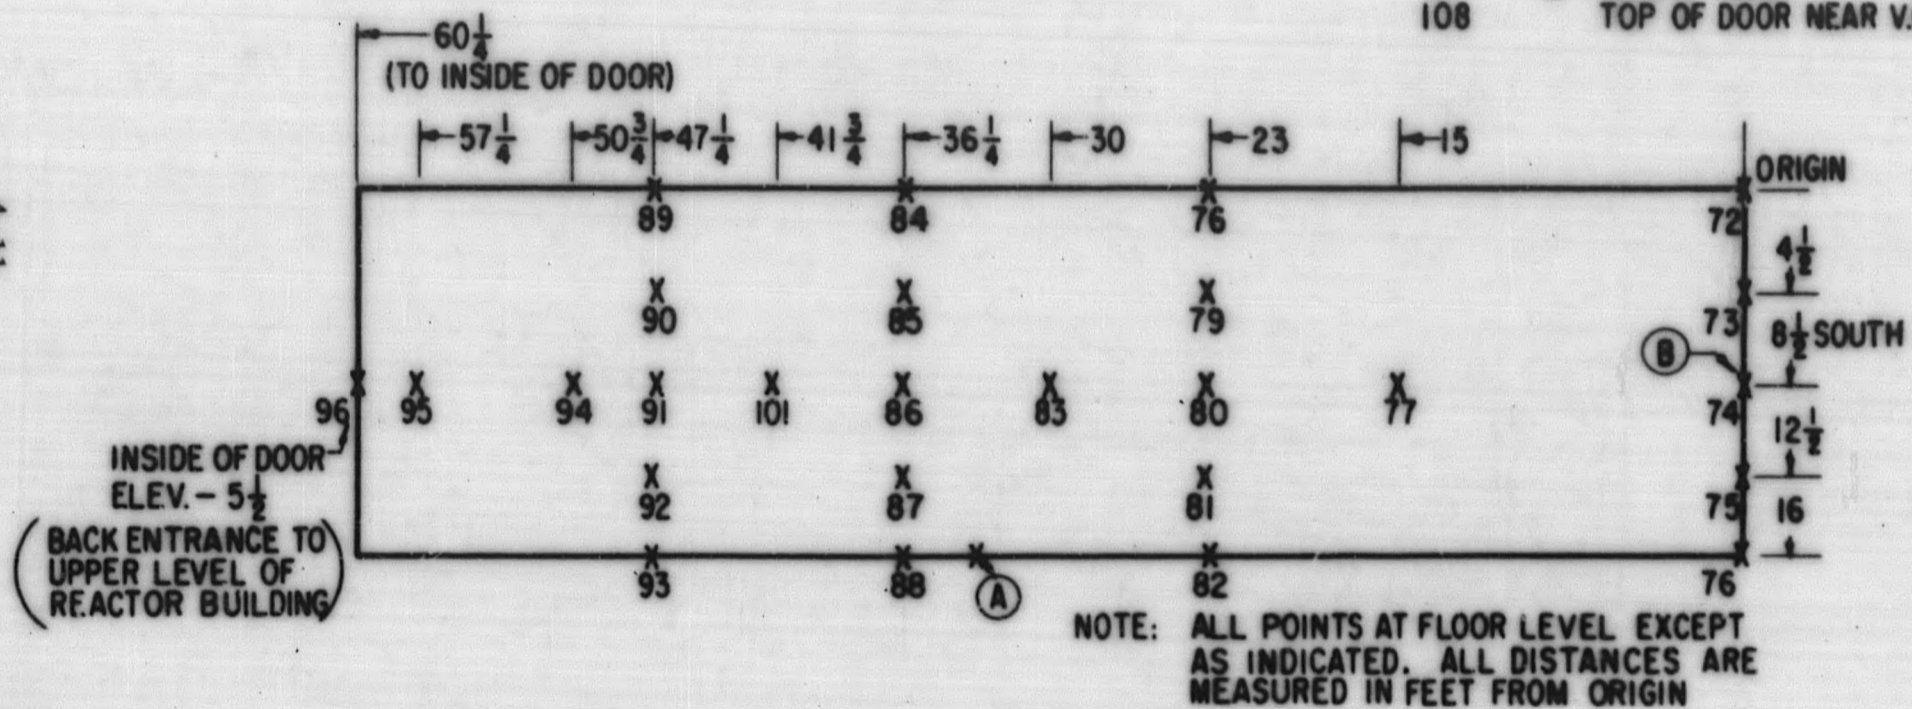 108 TOP OF DOOR NEAR V.
60 1/4
(TO INSIDE OF DOOR)
57 1/4 50 3/4 47 1/4 41 3/4 36 1/4 30 23 15
ORIGIN
89 84 76 72
4 1/2
90 85 79 73
8 1/2 SOUTH
B
96 95 94 91 101 86 83 80 77 74
12 1/2
INSIDE OF DOOR
ELEV. - 5 1/2
(BACK ENTRANCE TO
UPPER LEVEL OF
REACTOR BUILDING)
92 87 81 75
16
93 88 A 82 76
NOTE: ALL POINTS AT FLOOR LEVEL EXCEPT
AS INDICATED. ALL DISTANCES ARE
MEASURED IN FEET FROM ORIGIN